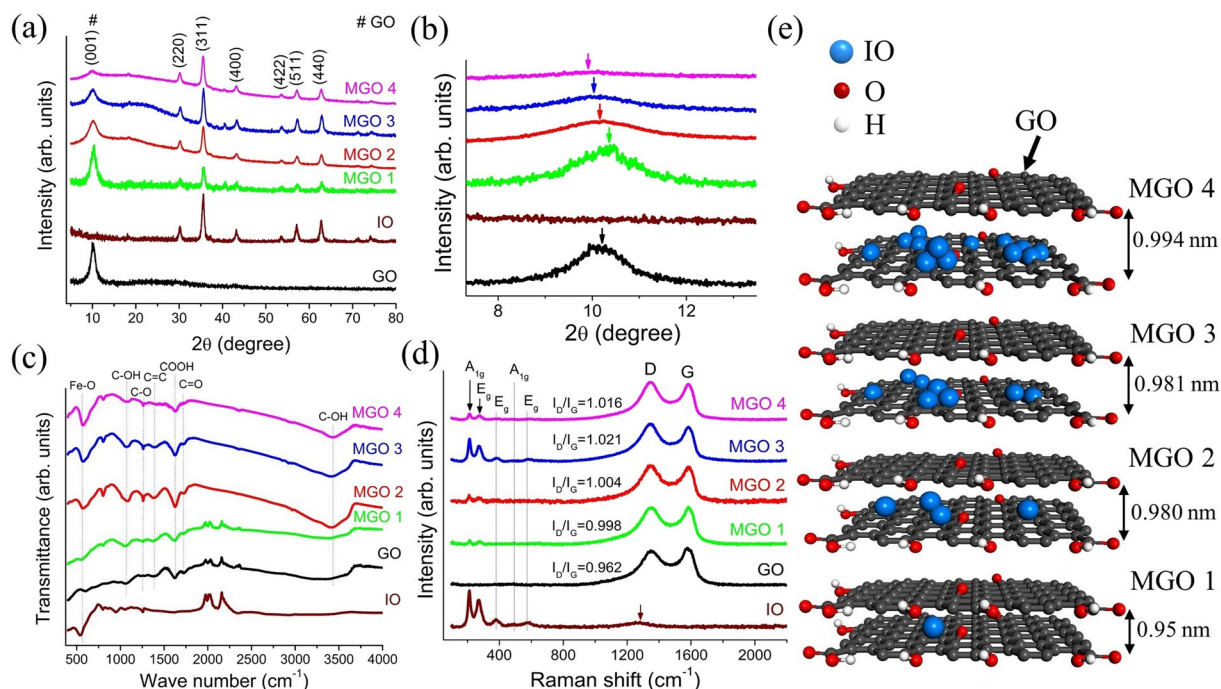 (a)
# GO
(001) #
(220)
(311)
(400)
(422)
(511)
(440)
MGO 4
MGO 3
MGO 2
MGO 1
IO
GO
Intensity (arb. units)
10 20 30 40 50 60 70 80
2θ (degree)
(b)
Intensity (arb. units)
8 10 12
2θ (degree)
(c)
Fe-O
C-OH
C-O
C=C
COOH
C=O
C-OH
MGO 4
MGO 3
MGO 2
MGO 1
GO
IO
Transmittance (arb. units)
500 1000 1500 2000 2500 3000 3500 4000
Wave number (cm⁻¹)
(d)
A1g
Eg
Eg
A1g
Eg
D
G
ID/IG=1.016
MGO 4
ID/IG=1.021
MGO 3
ID/IG=1.004
MGO 2
ID/IG=0.998
MGO 1
ID/IG=0.962
GO
IO
Intensity (arb. units)
400 800 1200 1600 2000
Raman shift (cm⁻¹)
(e)
IO
O
H
GO
MGO 4
0.994 nm
MGO 3
0.981 nm
MGO 2
0.980 nm
MGO 1
0.95 nm